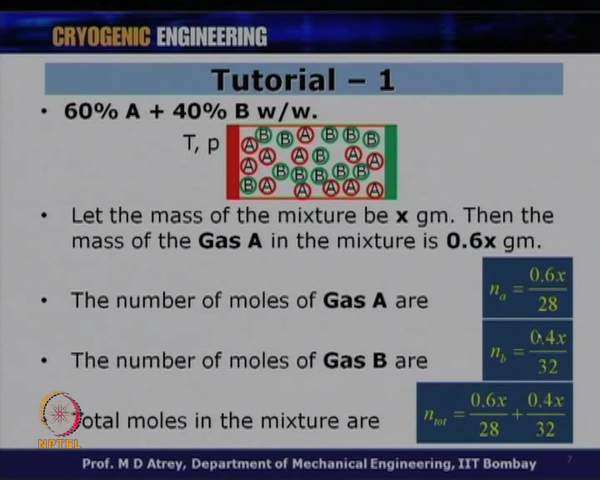 CRYOGENIC ENGINEERING
Tutorial – 1
• 60% A + 40% B w/w.
T, p
• Let the mass of the mixture be x gm. Then the
mass of the Gas A in the mixture is 0.6x gm.
• The number of moles of Gas A are
n_a = 0.6x/28
• The number of moles of Gas B are
n_b = 0.4x/32
Total moles in the mixture are
n_tot = 0.6x/28 + 0.4x/32
NPTEL
Prof. M D Atrey, Department of Mechanical Engineering, IIT Bombay
7